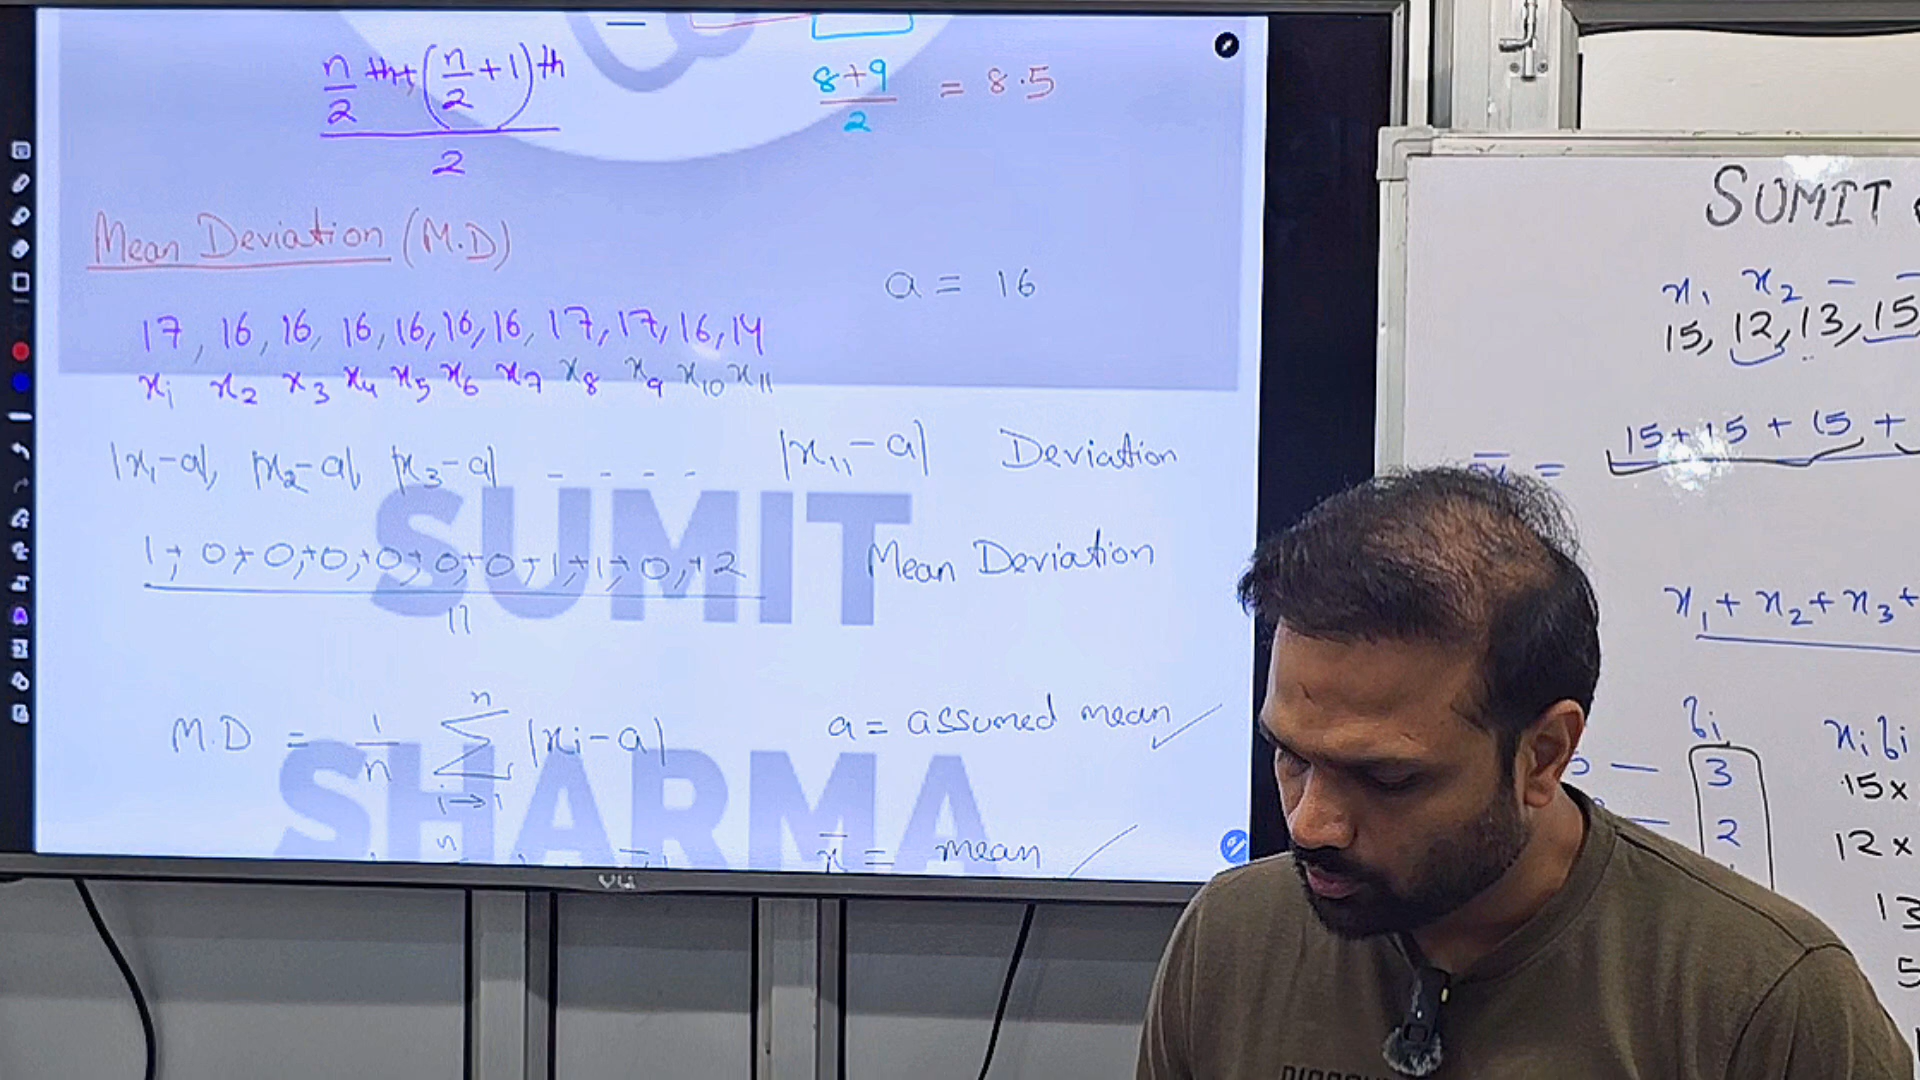 n/2 th + (n/2 + 1) th
2
8+9/2 = 8.5
Mean Deviation (M.D)
a = 16
17, 16, 16, 16, 16, 16, 16, 17, 17, 16, 14
x₁ x₂ x₃ x₄ x₅ x₆ x₇ x₈ x₉ x₁₀ x₁₁
|x₁-a|, |x₂-a|, |x₃-a| - - - - |x₁₁-a| Deviation
SUMIT
1+0+0+0+0+0+0+1+1+0+2 Mean Deviation
11
M.D = 1/n Σ |xi-a| a = assumed mean ✓
n
i→1
SHARMA
n
x̄ = mean
vu
SUMIT
x₁ x₂ –
15, 12, 13, 15
x̄ = 15+15+15+
x₁+x₂+x₃+
fi xifi
3 15×
2 12×
13
5